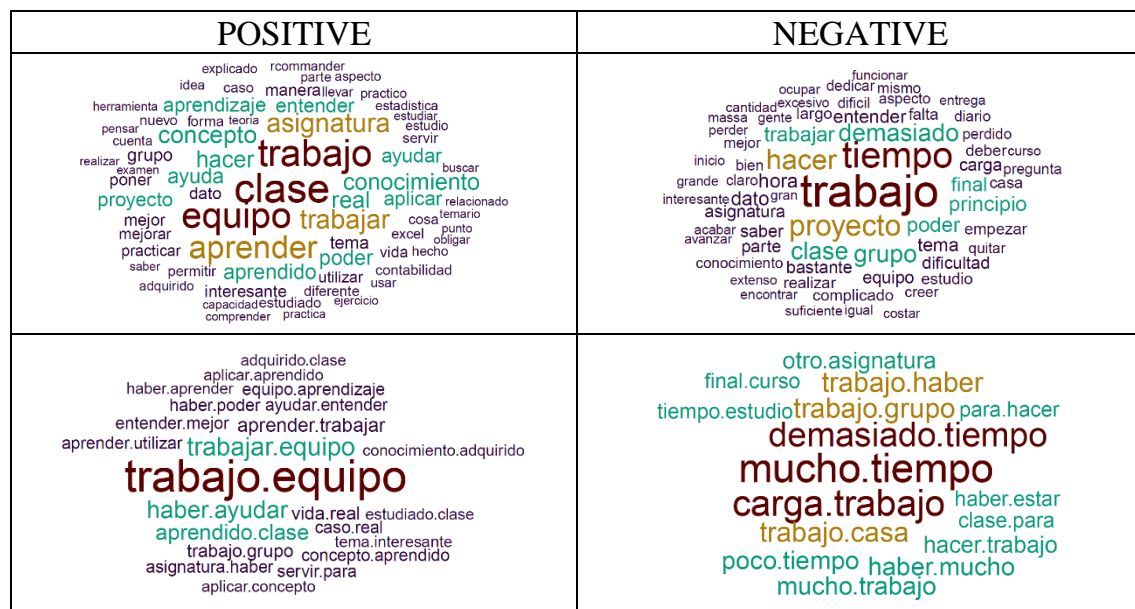 POSITIVE
NEGATIVE
explicado rcommander
idea caso parte aspecto
manera llevar practico
herramienta aprendizaje entender estadistica
nuevo forma teoria asignatura estudiar
pensar concepto estudio
cuenta trabajo servir
realizar grupo hacer ayudar
examen buscar
poner ayuda clase conocimiento
proyecto dato real aplicar relacionado
equipo trabajar cosa temario
mejor excel punto
mejorar aprender tema obligar
practicar poder vida hecho
saber permitir aprendido utilizar contabilidad
adquirido usar
interesante diferente
capacidad estudiado ejercicio
comprender practica
funcionar
ocupar dedicar mismo
cantidad excesivo dificil aspecto entrega
massa gente largo entender falta diario
perder trabajar demasiado perdido
mejor deber curso
inicio bien hacer tiempo carga pregunta
grande claro hora trabajo final casa
interesante dato gran principio
asignatura proyecto poder empezar
acabar saber
avanzar parte clase grupo tema quitar
conocimiento bastante dificultad
extenso realizar equipo estudio
encontrar complicado creer
suficiente igual costar
adquirido.clase
aplicar.aprendido
haber.aprender equipo.aprendizaje
haber.poder ayudar.entender
entender.mejor aprender.trabajar
aprender.utilizar trabajar.equipo conocimiento.adquirido
trabajo.equipo
haber.ayudar vida.real estudiado.clase
aprendido.clase caso.real
tema.interesante
trabajo.grupo concepto.aprendido
asignatura.haber servir.para
aplicar.concepto
otro.asignatura
final.curso trabajo.haber
tiempo.estudio trabajo.grupo para.hacer
demasiado.tiempo
mucho.tiempo
carga.trabajo haber.estar
clase.para
trabajo.casa hacer.trabajo
poco.tiempo haber.mucho
mucho.trabajo